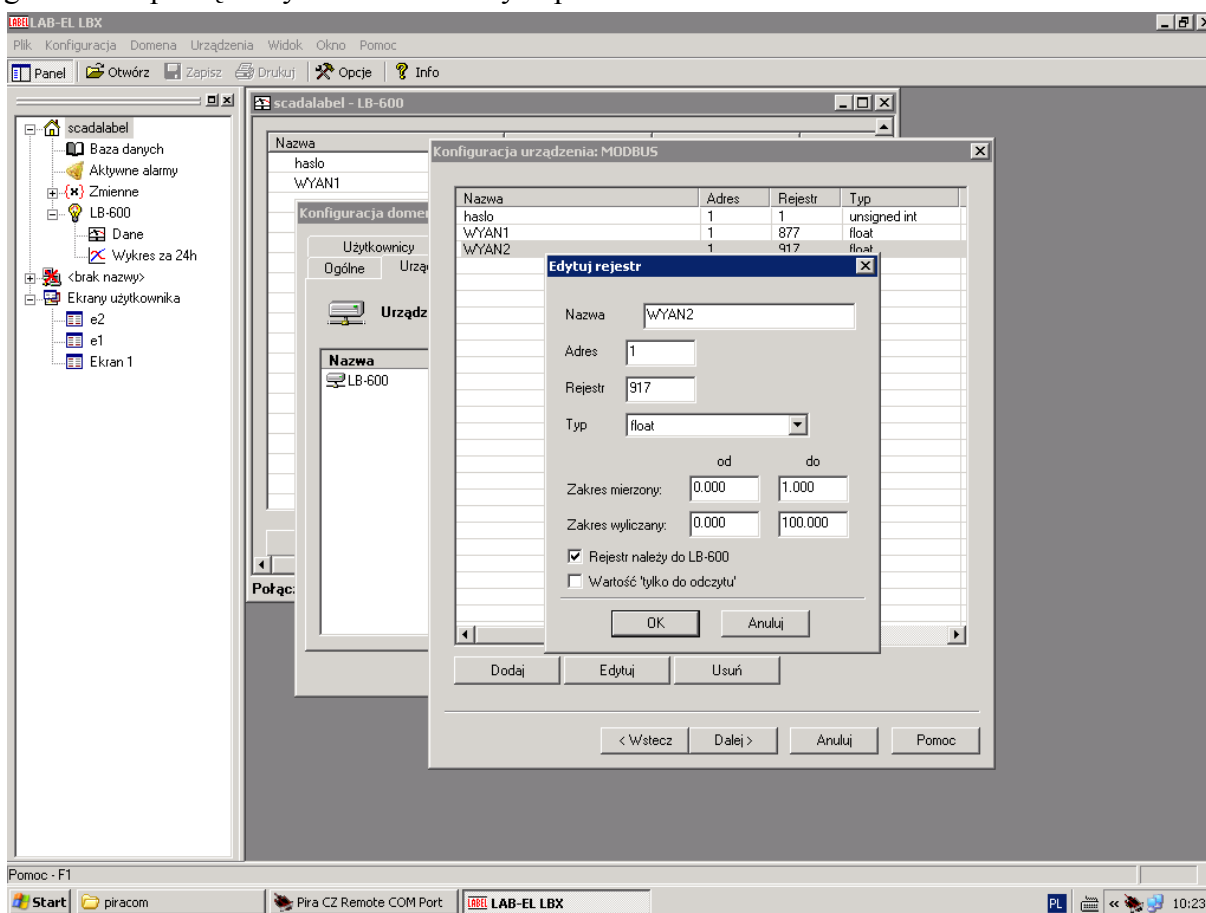 LABEL LAB-EL LBX
Plik Konfiguracja Domena Urządzenia Widok Okno Pomoc
Panel Otwórz Zapisz Drukuj Opcje Info
scadalabel
Baza danych
Aktywne alarmy
Zmienne
LB-600
Dane
Wykres za 24h
<brak nazwy>
Ekrany użytkownika
e2
e1
Ekran 1
scadalabel - LB-600
Nazwa
haslo
WYAN1
Konfiguracja domen
Użytkownicy
Ogólne Urzą
Urządz
Nazwa
LB-600
Połącz
Konfiguracja urządzenia: MODBUS
Nazwa Adres Rejestr Typ
haslo 1 1 unsigned int
WYAN1 1 877 float
WYAN2 1 917 float
Edytuj rejestr
Nazwa WYAN2
Adres 1
Rejestr 917
Typ float
od do
Zakres mierzony: 0.000 1.000
Zakres wyliczany: 0.000 100.000
Rejestr należy do LB-600
Wartość 'tylko do odczytu'
OK Anuluj
Dodaj Edytuj Usuń
< Wstecz Dalej > Anuluj Pomoc
Pomoc - F1
Start piracom Pira CZ Remote COM Port LABEL LAB-EL LBX PL « 10:23